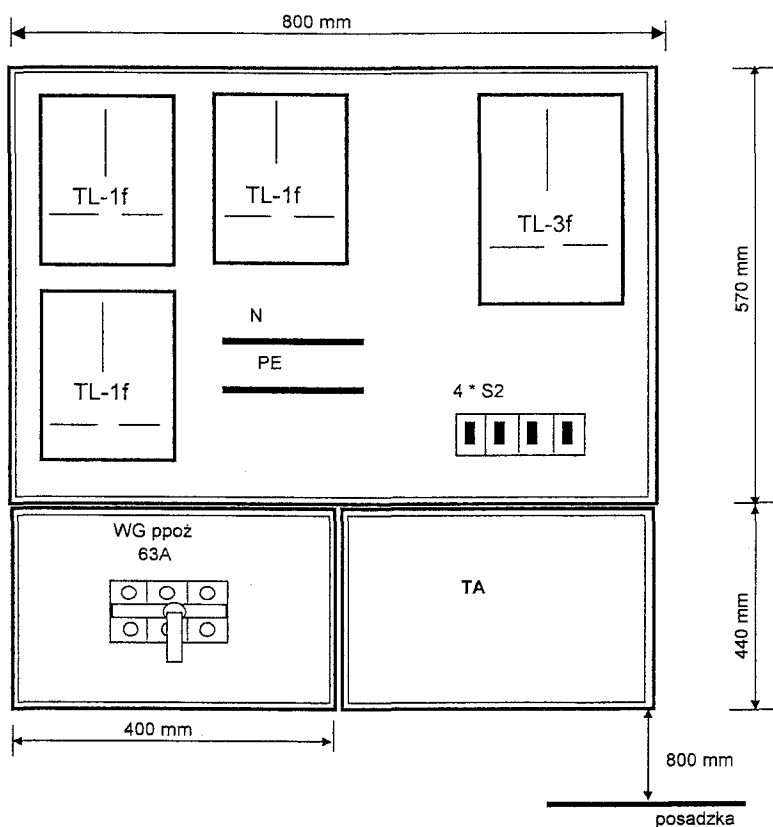 800 mm
TL-1f
TL-1f
TL-3f
570 mm
N
PE
TL-1f
4 * S2
WG ppoż
63A
TA
440 mm
400 mm
800 mm
posadzka